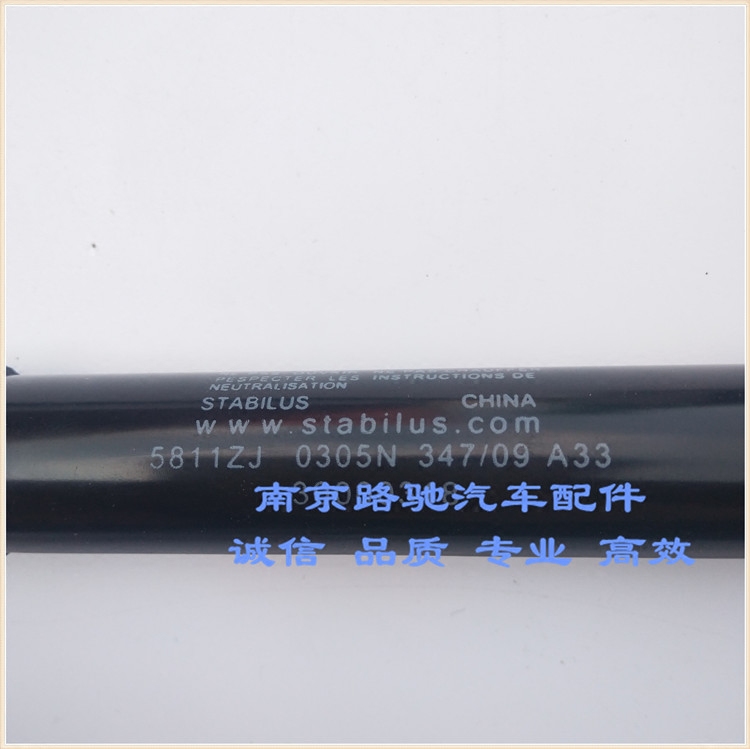 PESPECTER LES INSTRUCTIONS DE
NEUTRALISATION
STABILUS CHINA
www.stabilus.com
5811ZJ 0305N 347/09 A33
南京路驰汽车配件
诚信 品质 专业 高效